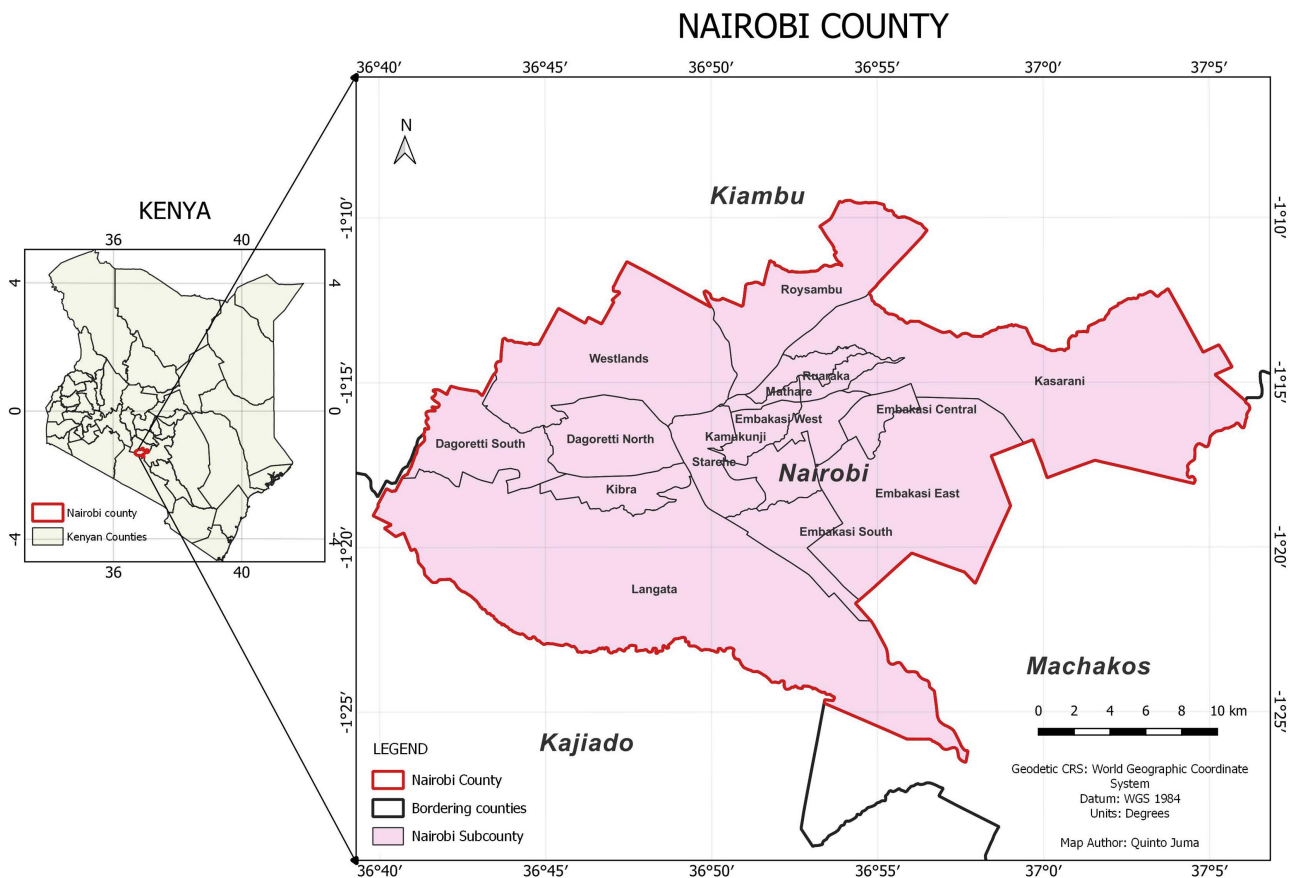 NAIROBI COUNTY
36°40′ 36°45′ 36°50′ 36°55′ 37°0′ 37°5′
N
Kiambu
-1°10′ -1°10′
KENYA
36 40
4 4
0 0
-4 -4
36 40
Nairobi county
Kenyan Counties
Roysambu
Westlands
Ruaraka
Kasarani
-1°15′ -1°15′
Mathare
Embakasi Central
Embakasi West
Kamukunji
Dagoretti South
Dagoretti North
Starehe
Nairobi
Kibra
Embakasi East
Embakasi South
-1°20′ -1°20′
Langata
Machakos
-1°25′ -1°25′
0 2 4 6 8 10 km
Kajiado
LEGEND
Nairobi County
Bordering counties
Nairobi Subcounty
Geodetic CRS: World Geographic Coordinate
System
Datum: WGS 1984
Units: Degrees
Map Author: Quinto Juma
36°40′ 36°45′ 36°50′ 36°55′ 37°0′ 37°5′